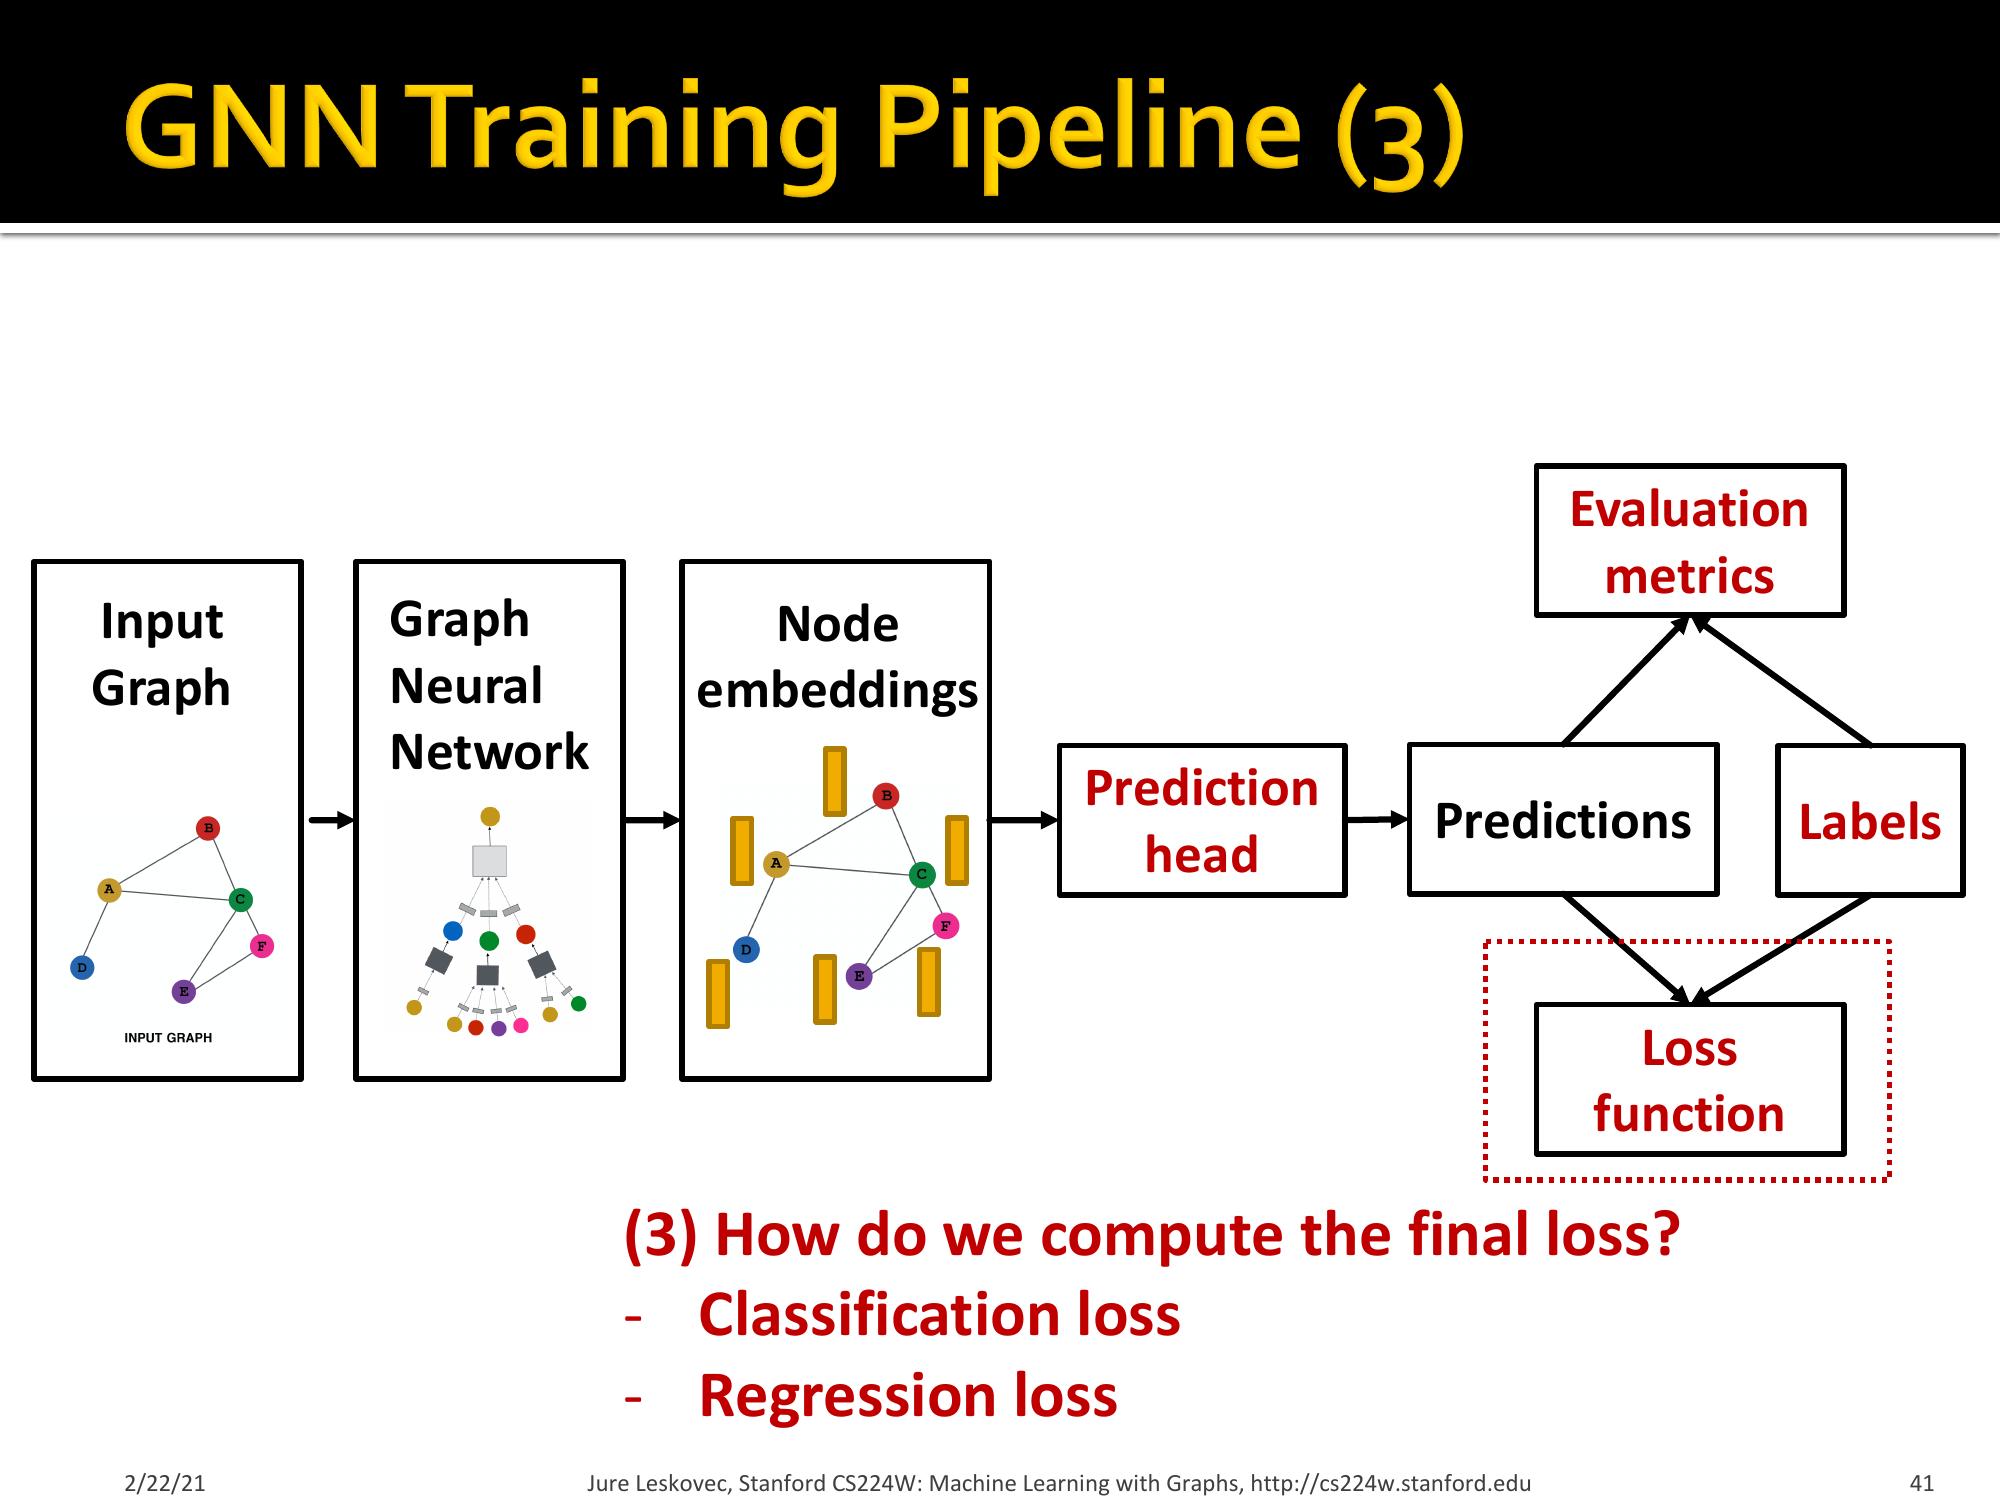 GNN Training Pipeline (3)
Evaluation
metrics
Input
Graph
B
A
C
F
D
E
INPUT GRAPH
Graph
Neural
Network
Node
embeddings
B
A
C
F
D
E
Prediction
head
Predictions
Labels
Loss
function
(3) How do we compute the final loss?
- Classification loss
- Regression loss
2/22/21
Jure Leskovec, Stanford CS224W: Machine Learning with Graphs, http://cs224w.stanford.edu
41